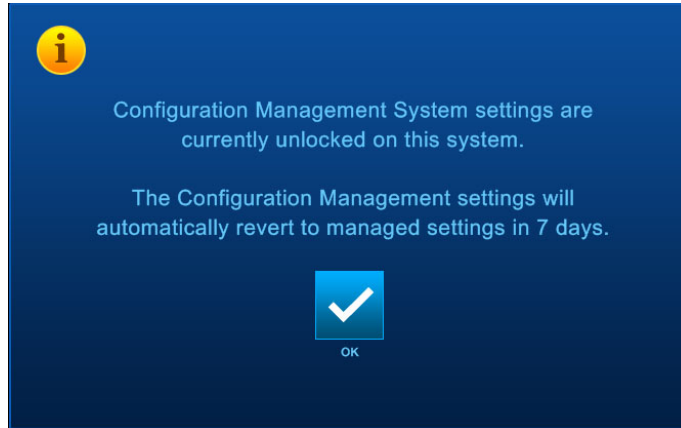 i
Configuration Management System settings are
currently unlocked on this system.
The Configuration Management settings will
automatically revert to managed settings in 7 days.
OK